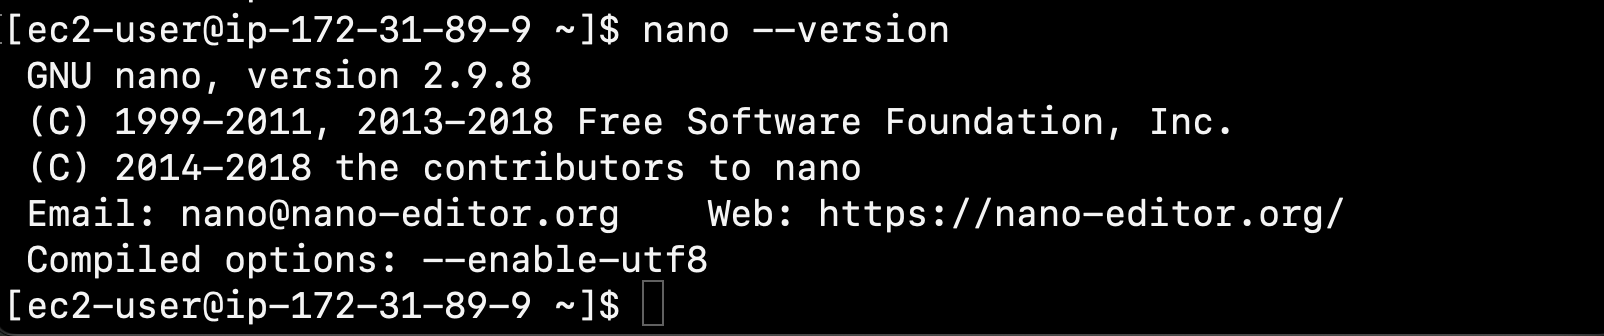 [ec2-user@ip-172-31-89-9 ~]$ nano --version
GNU nano, version 2.9.8
(C) 1999-2011, 2013-2018 Free Software Foundation, Inc.
(C) 2014-2018 the contributors to nano
Email: nano@nano-editor.org    Web: https://nano-editor.org/
Compiled options: --enable-utf8
[ec2-user@ip-172-31-89-9 ~]$